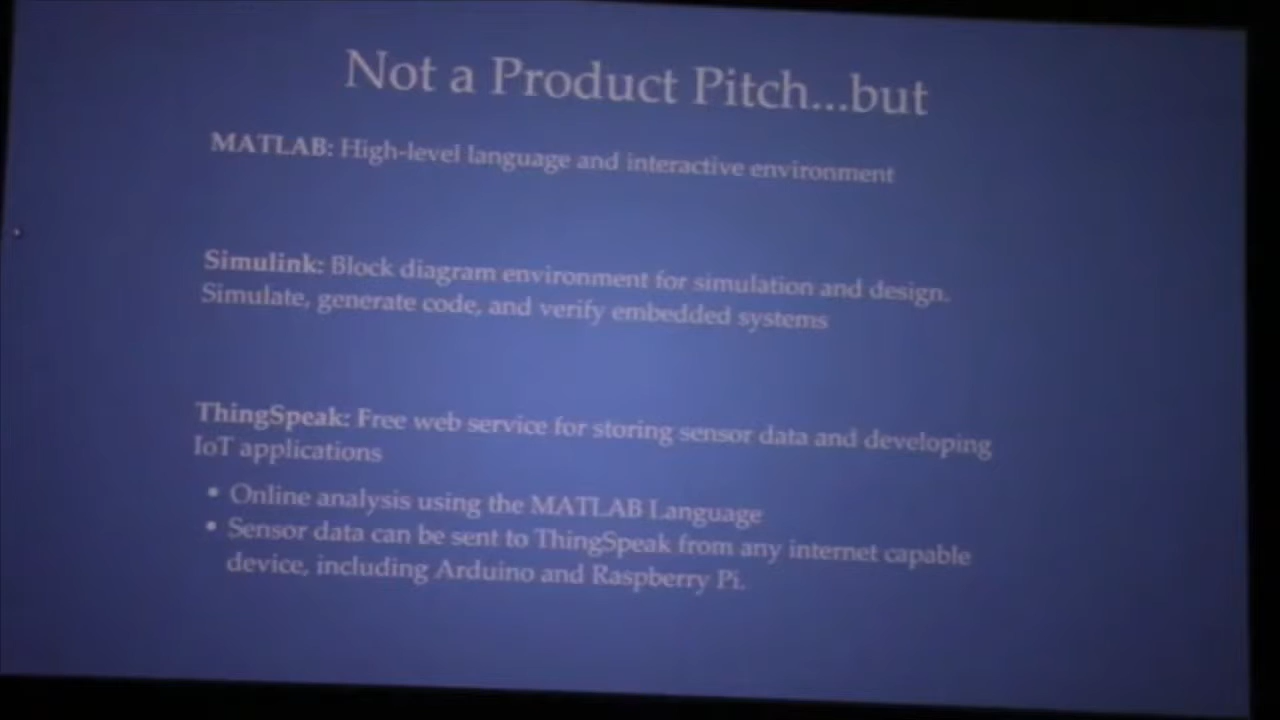 Not a Product Pitch...but
MATLAB: High-level language and interactive environment
Simulink: Block diagram environment for simulation and design.
Simulate, generate code, and verify embedded systems
ThingSpeak: Free web service for storing sensor data and developing
IoT applications
• Online analysis using the MATLAB Language
• Sensor data can be sent to ThingSpeak from any internet capable
device, including Arduino and Raspberry Pi.